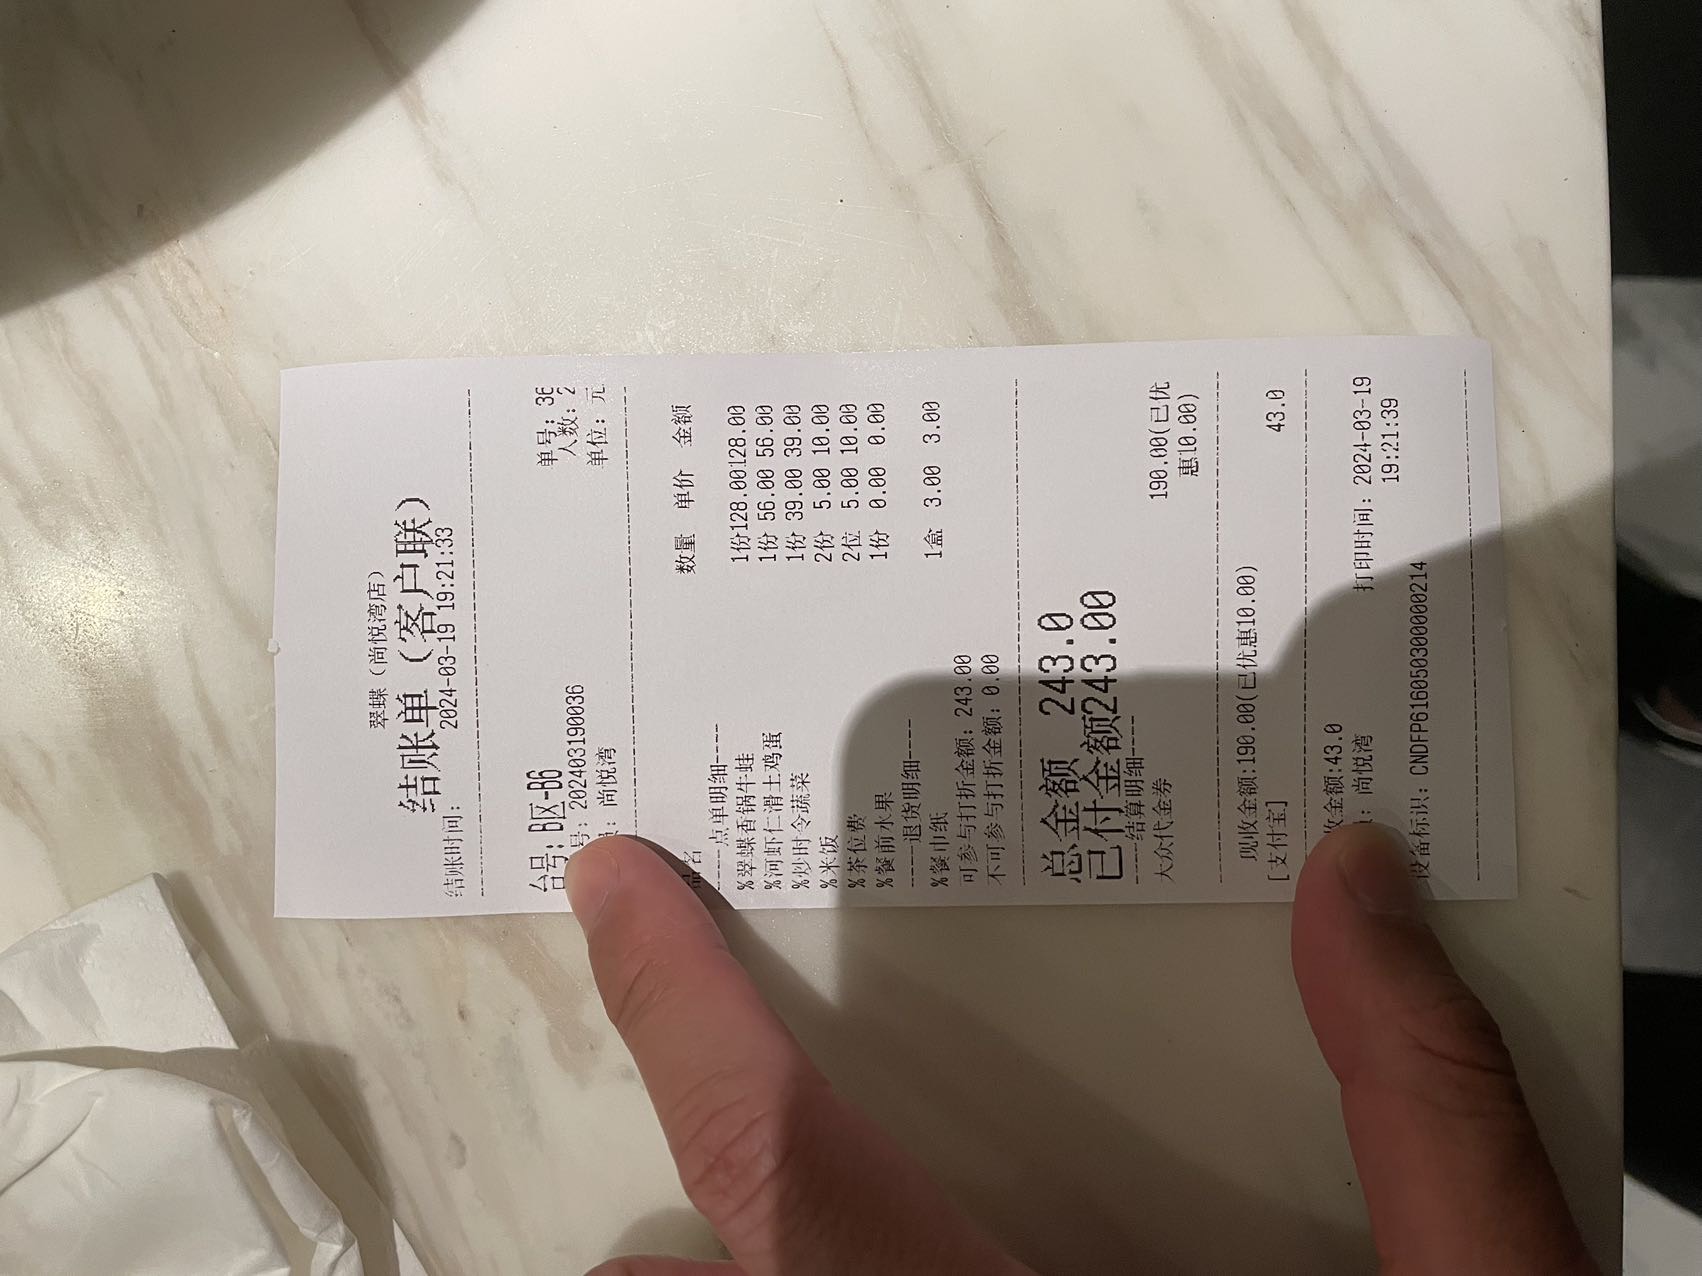 翠蝶（尚悦湾店）
结账单（客户联）
结账时间： 2024-03-19 19:21:33
台号：B区-B6 单号：36
号：202403190036 人数：2
：尚悦湾 单位：元
品名 数量 单价 金额
----点单明细----
%翠蝶香锅牛蛙 1份128.00128.00
%河虾仁滑土鸡蛋 1份 56.00 56.00
%炒时令蔬菜 1份 39.00 39.00
%米饭 2份 5.00 10.00
%茶位费 2位 5.00 10.00
%餐前水果 1份 0.00 0.00
----退货明细----
%餐巾纸 1盒 3.00 3.00
可参与打折金额：243.00
不可参与打折金额：0.00
总金额 243.0
已付金额243.00
----结算明细----
大众代金券 190.00(已优
惠10.00)
现收金额:190.00(已优惠10.00)
[支付宝] 43.0
收金额:43.0
：尚悦湾 打印时间：2024-03-19
19:21:39
设备标识：CNDFP61605030000214